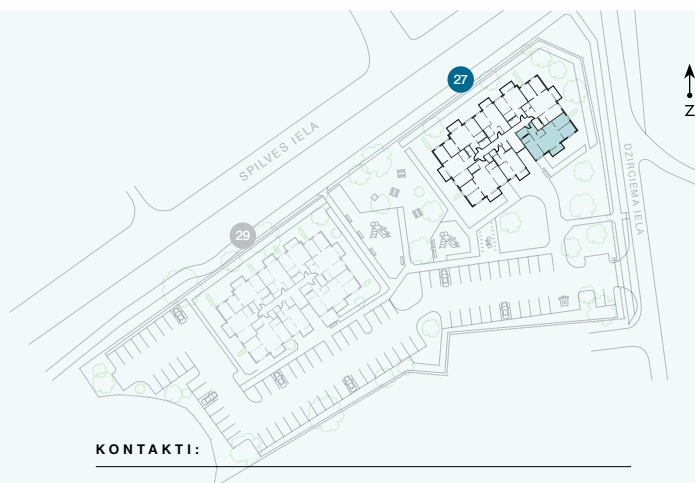 27
Z
SPILVES IELA
DZIRCIEMA IELA
29
KONTAKTI: